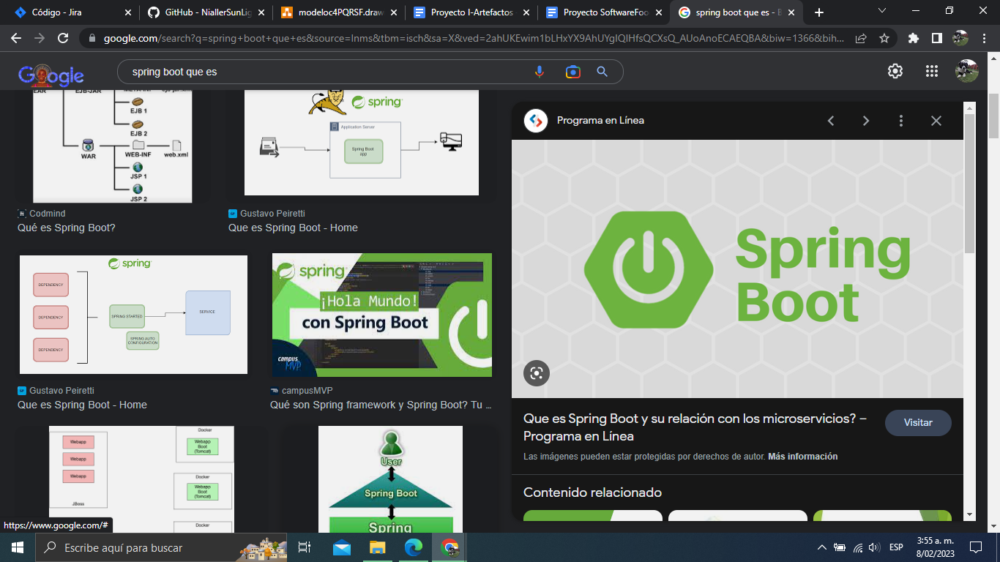 Código - Jira
GitHub - NiallerSunLig
modeloc4PQRSF.draw
Proyecto I-Artefactos -
Proyecto SoftwareFoo
spring boot que es - B
google.com/search?q=spring+boot+que+es&source=lnms&tbm=isch&sa=X&ved=2ahUKEwim1bLHxYX9AhUYgIQIHfsQCXsQ_AUoAnoECAEQBA&biw=1366&bih...
Google
spring boot que es
EAR
EJB-JAR
META-INF
EJB 1
EJB 2
WAR
WEB-INF
web.xml
JSP 1
JSP 2
Codmind
Qué es Spring Boot?
spring
Application Server
Spring Boot
app
Gustavo Peiretti
Que es Spring Boot - Home
spring
DEPENDENCY
DEPENDENCY
DEPENDENCY
SPRING STARTED
SPRING AUTO
CONFIGURATION
SERVICE
Gustavo Peiretti
Que es Spring Boot - Home
spring
¡Hola Mundo!
con Spring Boot
campus
MVP
campusMVP
Qué son Spring framework y Spring Boot? Tu ...
Webapp
Webapp
Webapp
JBoss
Docker
Webapp
Boot
(Tomcat)
Docker
Webapp
Boot
(Tomcat)
Docker
User
Spring Boot
Spring
Programa en Línea
Spring
Boot
Que es Spring Boot y su relación con los microservicios? –
Programa en Línea
Visitar
Las imágenes pueden estar protegidas por derechos de autor. Más información
Contenido relacionado
https://www.google.com/#
Escribe aquí para buscar
ESP
3:55 a. m.
8/02/2023